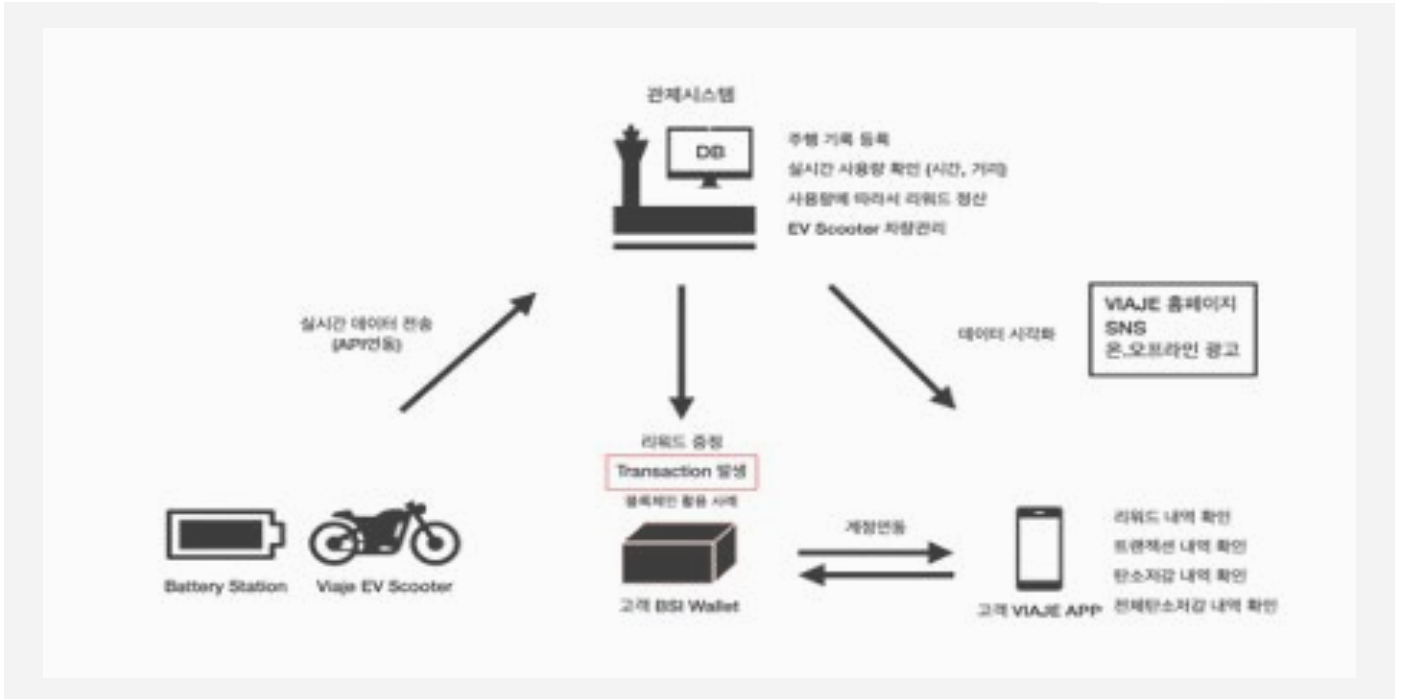 관제시스템
DB
주행 기록 등록
실시간 사용량 확인 (시간, 거리)
사용량에 따라서 리워드 정산
EV Scooter 차량관리
실시간 데이터 전송
(API연동)
데이터 시각화
VIAJE 홈페이지
SNS
온.오프라인 광고
리워드 증정
Transaction 발생
블록체인 활용 사례
계정연동
Battery Station
Viaje EV Scooter
고객 BSI Wallet
고객 VIAJE APP
리워드 내역 확인
트랜잭션 내역 확인
탄소저감 내역 확인
전체탄소저감 내역 확인